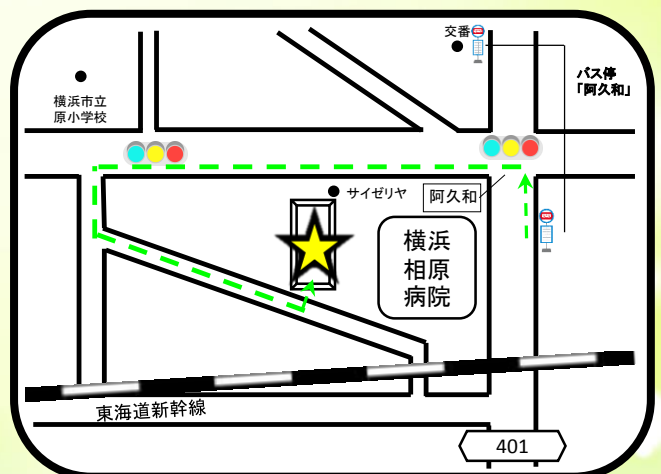 交番
バス停
「阿久和」
横浜市立
原小学校
サイゼリヤ
阿久和
横浜
相原
病院
東海道新幹線
401